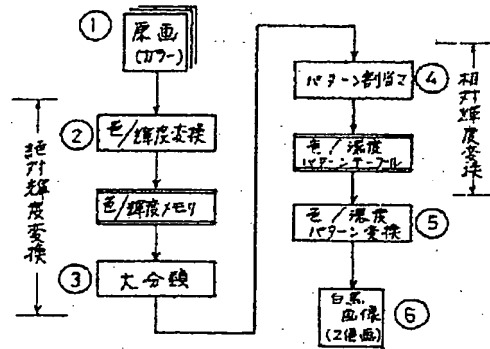 ①
原画
(カラー)
②
色/輝度変換
色/輝度メモリ
③
大分類
絶対輝度変換
パターン割当て
④
色/濃度
パターンテーブル
色/濃度
パターン変換
⑤
白黒
画像
(2値画)
⑥
相対輝度変換